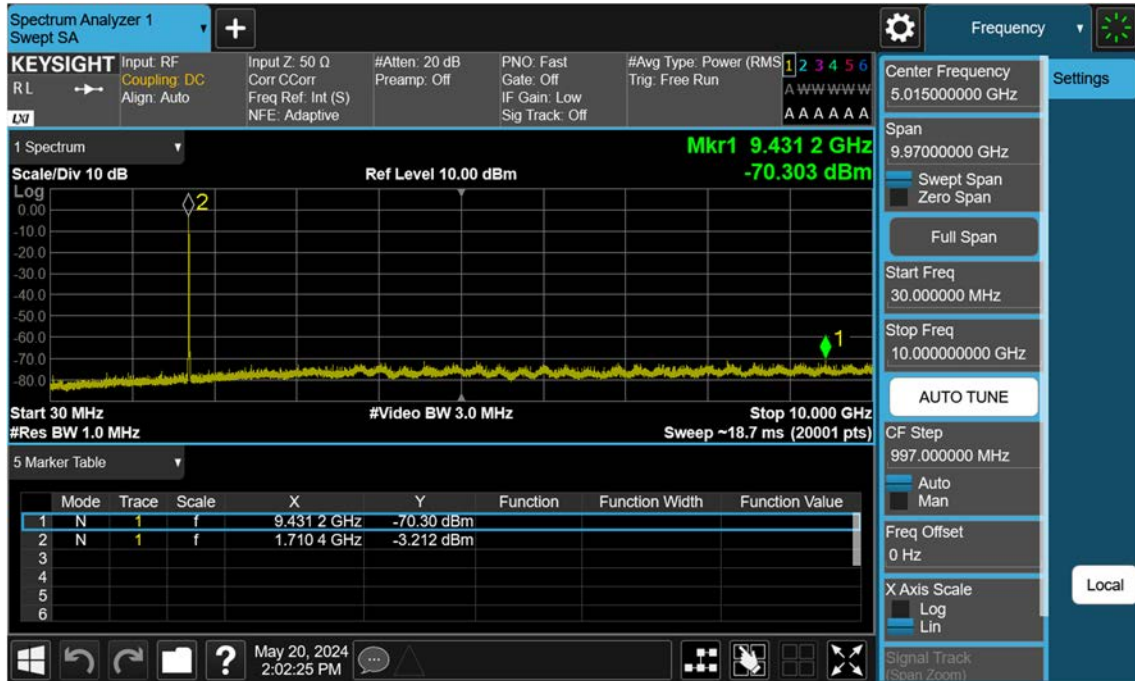 Spectrum Analyzer 1
Swept SA
+
Frequency
KEYSIGHT
RL
LXI
Input: RF
Coupling: DC
Align: Auto
Input Z: 50 Ω
Corr CCorr
Freq Ref: Int (S)
NFE: Adaptive
#Atten: 20 dB
Preamp: Off
PNO: Fast
Gate: Off
IF Gain: Low
Sig Track: Off
#Avg Type: Power (RMS
Trig: Free Run
1 2 3 4 5 6
A W W W W W
A A A A A A
1 Spectrum
Mkr1 9.431 2 GHz
-70.303 dBm
Scale/Div 10 dB
Ref Level 10.00 dBm
Log
0.00
-10.0
-20.0
-30.0
-40.0
-50.0
-60.0
-70.0
-80.0
2
1
Start 30 MHz
#Video BW 3.0 MHz
Stop 10.000 GHz
#Res BW 1.0 MHz
Sweep ~18.7 ms (20001 pts)
5 Marker Table
Mode Trace Scale X Y Function Function Width Function Value
1 N 1 f 9.431 2 GHz -70.30 dBm
2 N 1 f 1.710 4 GHz -3.212 dBm
3
4
5
6
?
May 20, 2024
2:02:25 PM
Center Frequency
5.015000000 GHz
Span
9.97000000 GHz
Swept Span
Zero Span
Full Span
Start Freq
30.000000 MHz
Stop Freq
10.000000000 GHz
AUTO TUNE
CF Step
997.000000 MHz
Auto
Man
Freq Offset
0 Hz
X Axis Scale
Log
Lin
Signal Track
(Span Zoom)
Settings
Local